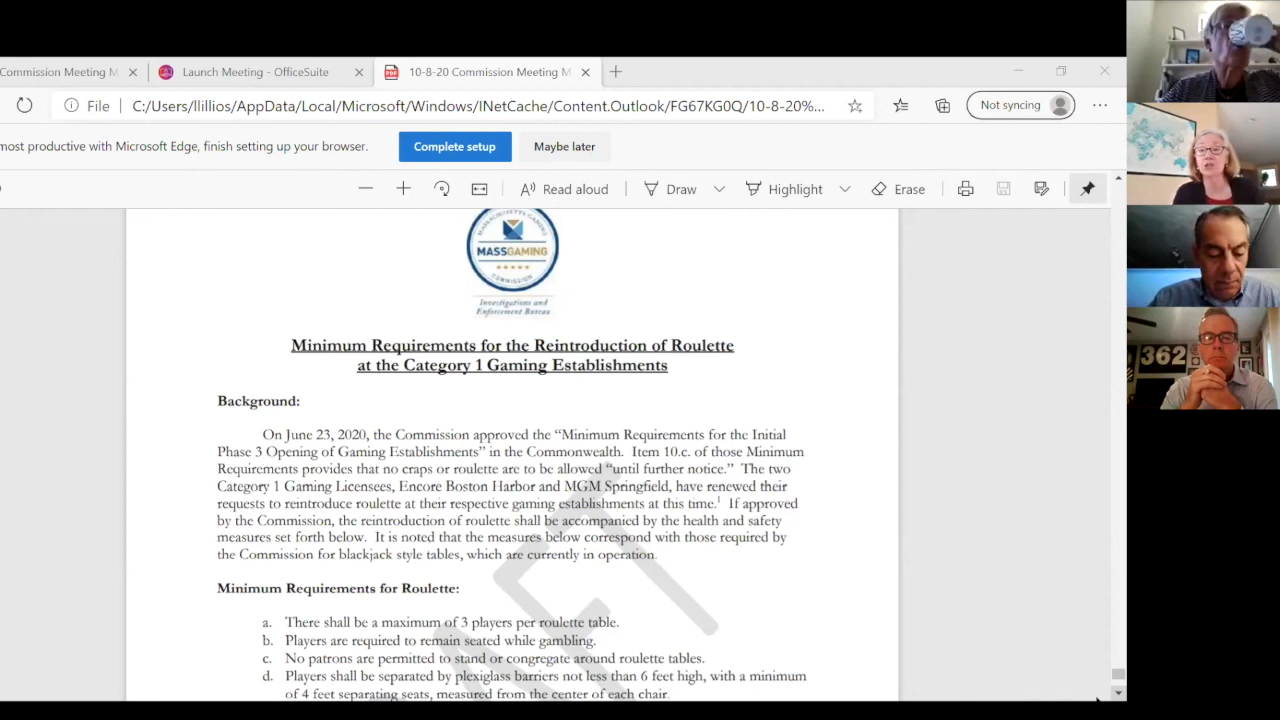 Commission Meeting M
Launch Meeting - OfficeSuite
10-8-20 Commission Meeting M
File
C:/Users/llillios/AppData/Local/Microsoft/Windows/INetCache/Content.Outlook/FG67KG0Q/10-8-20%...
Not syncing
most productive with Microsoft Edge, finish setting up your browser.
Complete setup
Maybe later
Read aloud
Draw
Highlight
Erase
MASSACHUSETTS GAMING
MASSGAMING
COMMISSION
Investigations and
Enforcement Bureau
Minimum Requirements for the Reintroduction of Roulette
at the Category 1 Gaming Establishments
Background:
On June 23, 2020, the Commission approved the “Minimum Requirements for the Initial
Phase 3 Opening of Gaming Establishments” in the Commonwealth. Item 10.c. of those Minimum
Requirements provides that no craps or roulette are to be allowed “until further notice.” The two
Category 1 Gaming Licensees, Encore Boston Harbor and MGM Springfield, have renewed their
requests to reintroduce roulette at their respective gaming establishments at this time.¹ If approved
by the Commission, the reintroduction of roulette shall be accompanied by the health and safety
measures set forth below. It is noted that the measures below correspond with those required by
the Commission for blackjack style tables, which are currently in operation.
Minimum Requirements for Roulette:
a. There shall be a maximum of 3 players per roulette table.
b. Players are required to remain seated while gambling.
c. No patrons are permitted to stand or congregate around roulette tables.
d. Players shall be separated by plexiglass barriers not less than 6 feet high, with a minimum
of 4 feet separating seats, measured from the center of each chair.
362